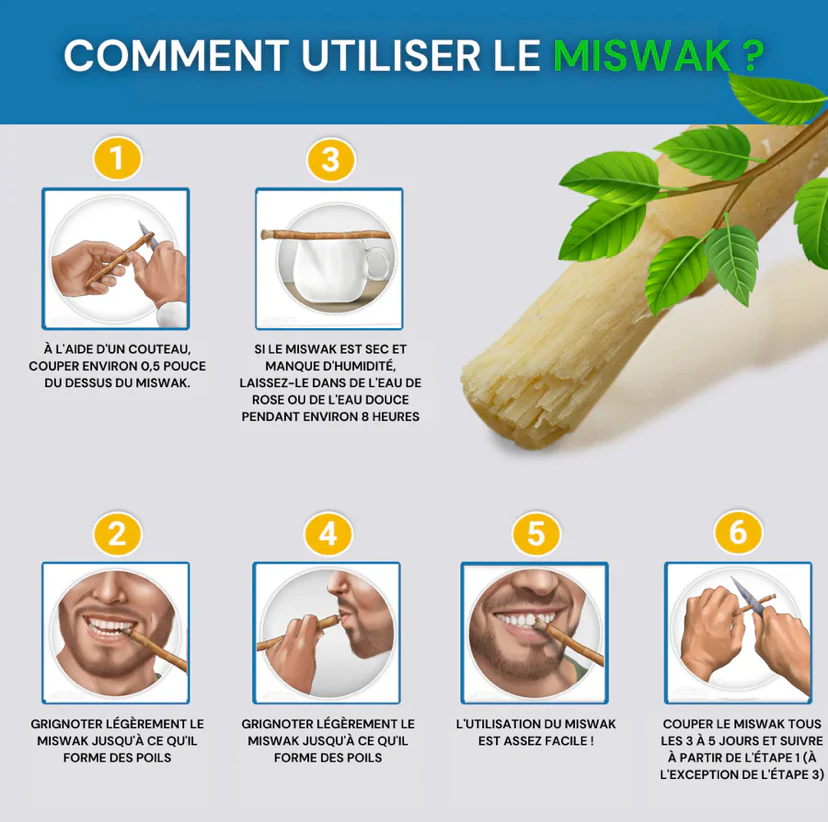 COMMENT UTILISER LE MISWAK ?
1
À L'AIDE D'UN COUTEAU,
COUPER ENVIRON 0,5 POUCE
DU DESSUS DU MISWAK.
3
SI LE MISWAK EST SEC ET
MANQUE D'HUMIDITÉ,
LAISSEZ-LE DANS DE L'EAU DE
ROSE OU DE L'EAU DOUCE
PENDANT ENVIRON 8 HEURES
2
GRIGNOTER LÉGÈREMENT LE
MISWAK JUSQU'À CE QU'IL
FORME DES POILS
4
GRIGNOTER LÉGÈREMENT LE
MISWAK JUSQU'À CE QU'IL
FORME DES POILS
5
L'UTILISATION DU MISWAK
EST ASSEZ FACILE !
6
COUPER LE MISWAK TOUS
LES 3 À 5 JOURS ET SUIVRE
À PARTIR DE L'ÉTAPE 1 (À
L'EXCEPTION DE L'ÉTAPE 3)